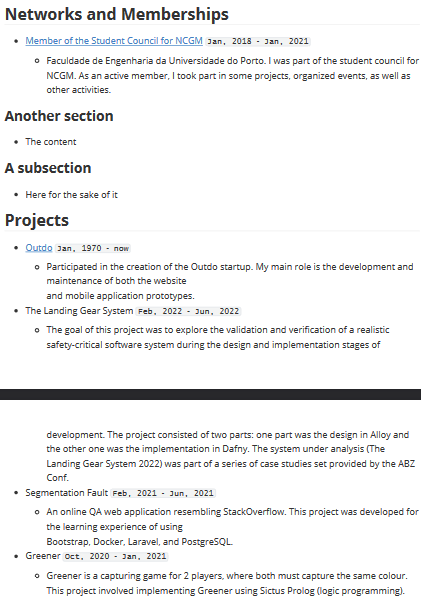 Networks and Memberships
Member of the Student Council for NCGM Jan, 2018 - Jan, 2021
Faculdade de Engenharia da Universidade do Porto. I was part of the student council for
NCGM. As an active member, I took part in some projects, organized events, as well as
other activities.
Another section
The content
A subsection
Here for the sake of it
Projects
Outdo Jan, 1970 - now
Participated in the creation of the Outdo startup. My main role is the development and
maintenance of both the website
and mobile application prototypes.
The Landing Gear System Feb, 2022 - Jun, 2022
The goal of this project was to explore the validation and verification of a realistic
safety-critical software system during the design and implementation stages of
development. The project consisted of two parts: one part was the design in Alloy and
the other one was the implementation in Dafny. The system under analysis (The
Landing Gear System 2022) was part of a series of case studies set provided by the ABZ
Conf.
Segmentation Fault Feb, 2021 - Jun, 2021
An online QA web application resembling StackOverflow. This project was developed for
the learning experience of using
Bootstrap, Docker, Laravel, and PostgreSQL.
Greener Oct, 2020 - Jan, 2021
Greener is a capturing game for 2 players, where both must capture the same colour.
This project involved implementing Greener using Sictus Prolog (logic programming).